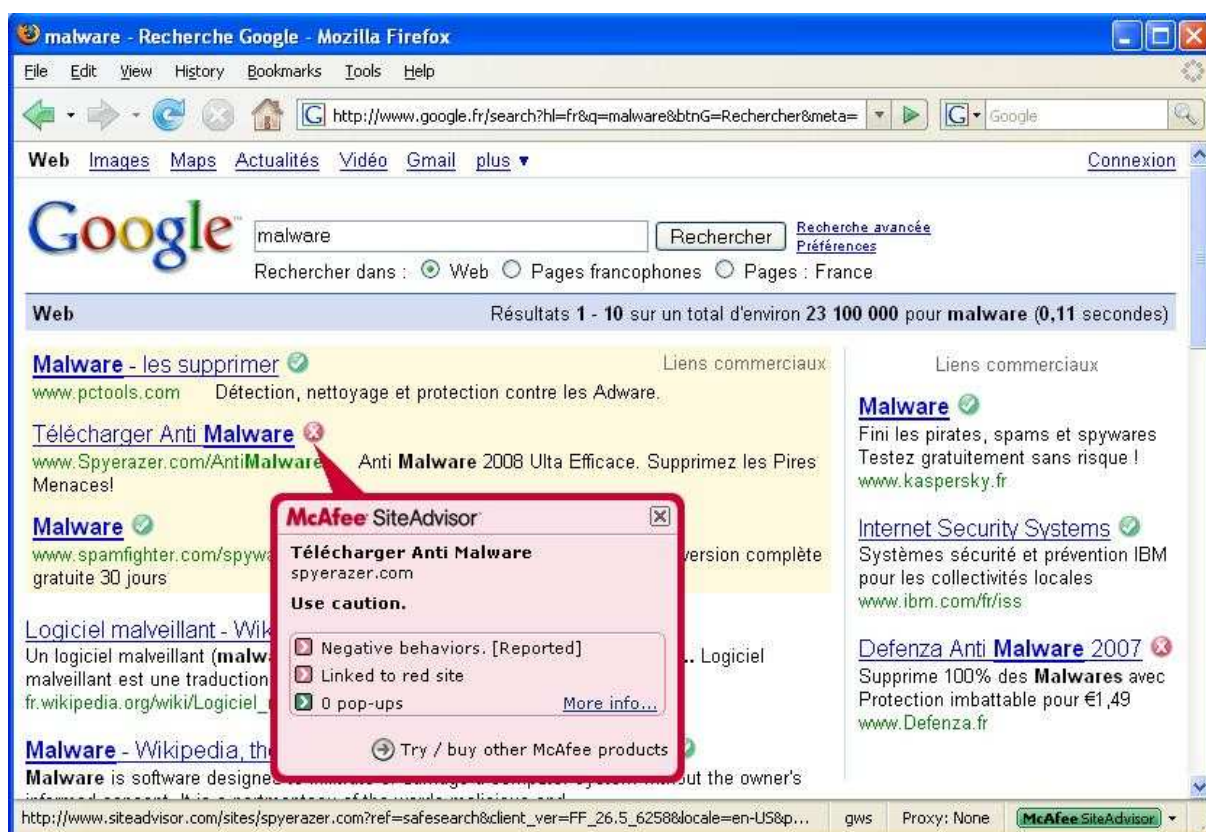 malware - Recherche Google - Mozilla Firefox
File Edit View History Bookmarks Tools Help
http://www.google.fr/search?hl=fr&q=malware&btnG=Rechercher&meta=
Google
Web Images Maps Actualités Vidéo Gmail plus ▼
Connexion
Google™
malware
Rechercher
Recherche avancée
Préférences
Rechercher dans : Web Pages francophones Pages : France
Web
Résultats 1 - 10 sur un total d'environ 23 100 000 pour malware (0,11 secondes)
Malware - les supprimer
Liens commerciaux
www.pctools.com Détection, nettoyage et protection contre les Adware.
Télécharger Anti Malware
www.Spyerazer.com/AntiMalware Anti Malware 2008 Ulta Efficace. Supprimez les Pires
Menaces!
Malware
www.spamfighter.com/spywa
version complète
gratuite 30 jours
Logiciel malveillant - Wik
Un logiciel malveillant (malw
... Logiciel
malveillant est une traduction
fr.wikipedia.org/wiki/Logiciel_
Malware - Wikipedia, the
Malware is software designe
out the owner's
McAfee SiteAdvisor
Télécharger Anti Malware
spyerazer.com
Use caution.
Negative behaviors. [Reported]
Linked to red site
0 pop-ups
More info...
Try / buy other McAfee products
Liens commerciaux
Malware
Fini les pirates, spams et spywares
Testez gratuitement sans risque !
www.kaspersky.fr
Internet Security Systems
Systèmes sécurité et prévention IBM
pour les collectivités locales
www.ibm.com/fr/iss
Defenza Anti Malware 2007
Supprime 100% des Malwares avec
Protection imbattable pour €1,49
www.Defenza.fr
http://www.siteadvisor.com/sites/spyerazer.com?ref=safesearch&client_ver=FF_26.5_6258&locale=en-US&p...
gws
Proxy: None
McAfee SiteAdvisor